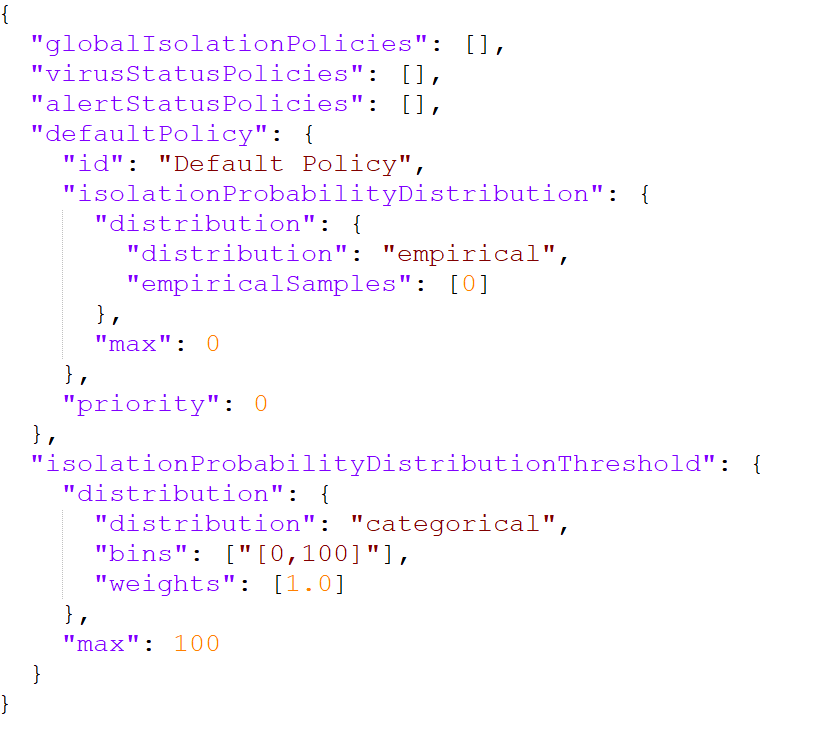 {
  "globalIsolationPolicies": [],
  "virusStatusPolicies": [],
  "alertStatusPolicies": [],
  "defaultPolicy": {
    "id": "Default Policy",
    "isolationProbabilityDistribution": {
      "distribution": {
        "distribution": "empirical",
        "empiricalSamples": [0]
      },
      "max": 0
    },
    "priority": 0
  },
  "isolationProbabilityDistributionThreshold": {
    "distribution": {
      "distribution": "categorical",
      "bins": ["[0,100]"],
      "weights": [1.0]
    },
    "max": 100
  }
}